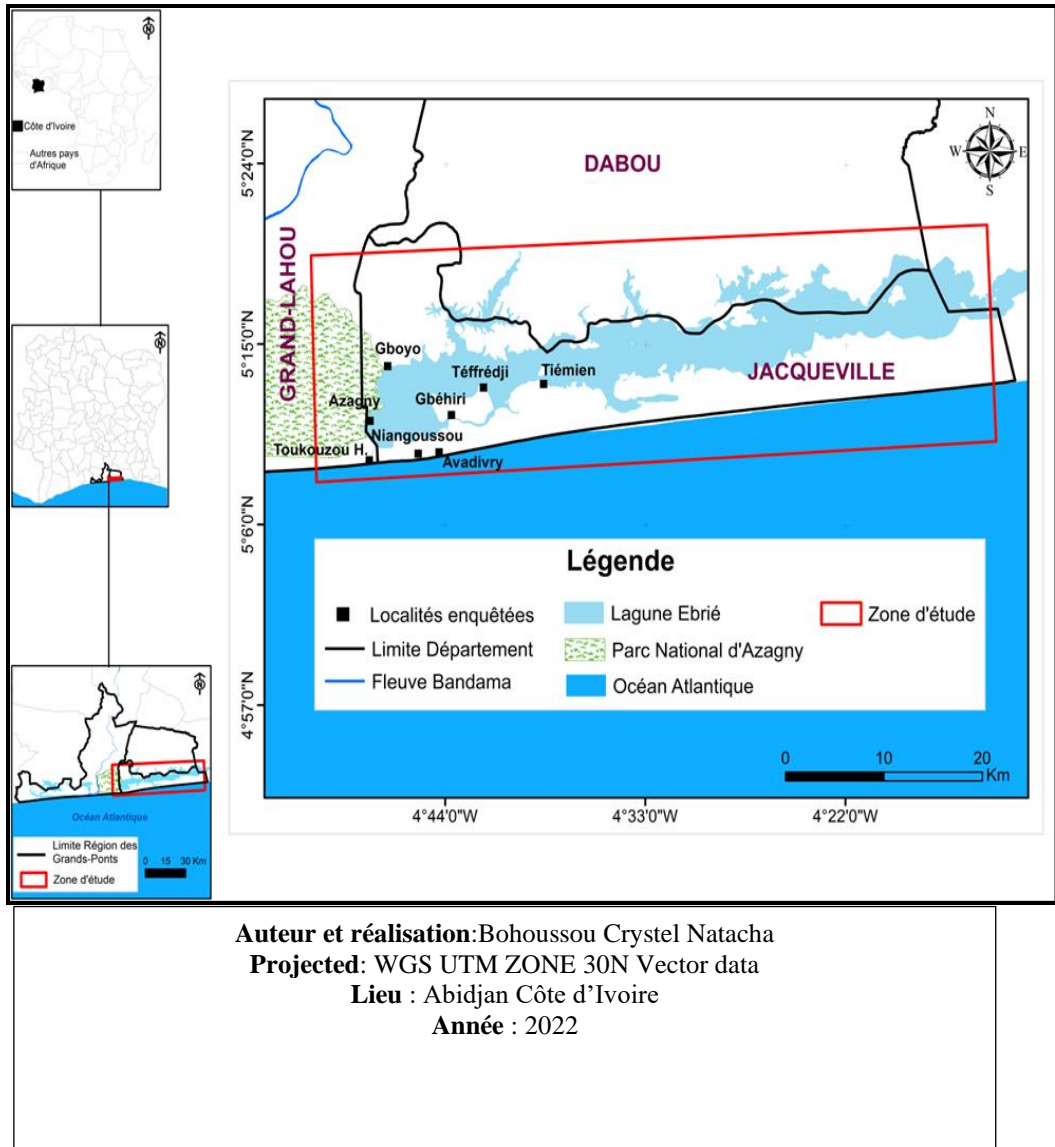 Côte d'Ivoire
Autres pays
d'Afrique
Océan Atlantique
Limite Région des
Grands-Ponts
0 15 30 Km
Zone d'étude
5°24'0"N
5°15'0"N
5°6'0"N
4°57'0"N
N
W E
S
DABOU
GRAND-LAHOU
JACQUEVILLE
Gboyo
Téffrédji
Tiémien
Gbéhiri
Azagny
Niangoussou
Toukouzou H.
Avadivry
Légende
Localités enquêtées
Lagune Ebrié
Zone d'étude
Limite Département
Parc National d'Azagny
Fleuve Bandama
Océan Atlantique
0 10 20
Km
4°44'0"W 4°33'0"W 4°22'0"W
Auteur et réalisation:Bohoussou Crystel Natacha
Projected: WGS UTM ZONE 30N Vector data
Lieu : Abidjan Côte d'Ivoire
Année : 2022